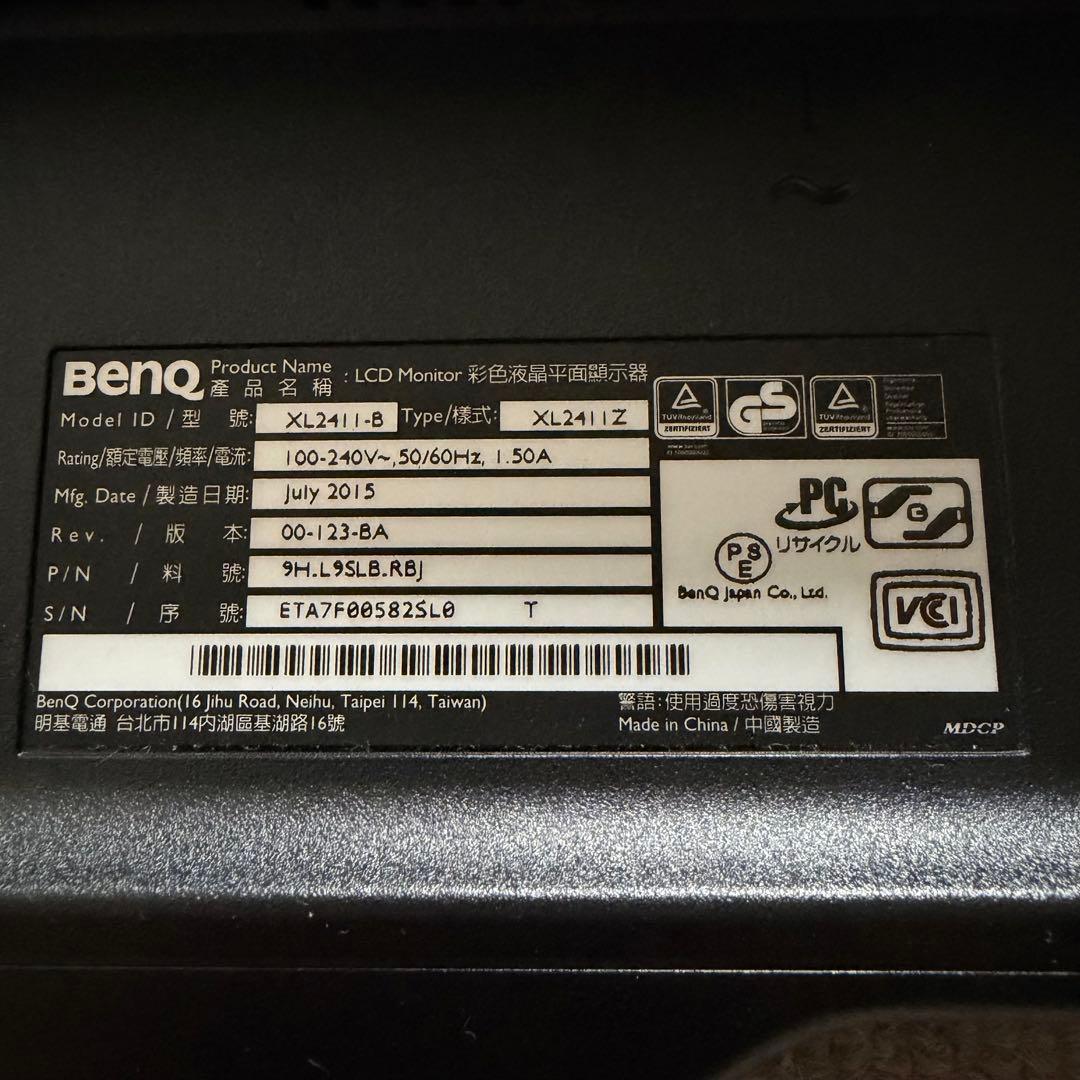 BenQ Product Name
產品名稱 : LCD Monitor 彩色液晶平面顯示器
Model ID / 型 號: XL2411-B Type/樣式: XL2411Z
Rating/額定電壓/頻率/電流: 100-240V~, 50/60Hz, 1.50A
Mfg. Date / 製造日期: July 2015
Rev. / 版 本: 00-123-BA
P/N / 料 號: 9H.L9SLB.RBJ
S/N / 序 號: ETA7F00582SL0 T
TÜVRheinland
ZERTIFIZIERT
GS
TÜVRheinland
ZERTIFIZIERT
PC
リサイクル
G
PSE
BenQ Japan Co., Ltd.
VCCI
BenQ Corporation(16 Jihu Road, Neihu, Taipei 114, Taiwan)
明基電通 台北市114內湖區基湖路16號
警語:使用過度恐傷害視力
Made in China / 中國製造
MDCP